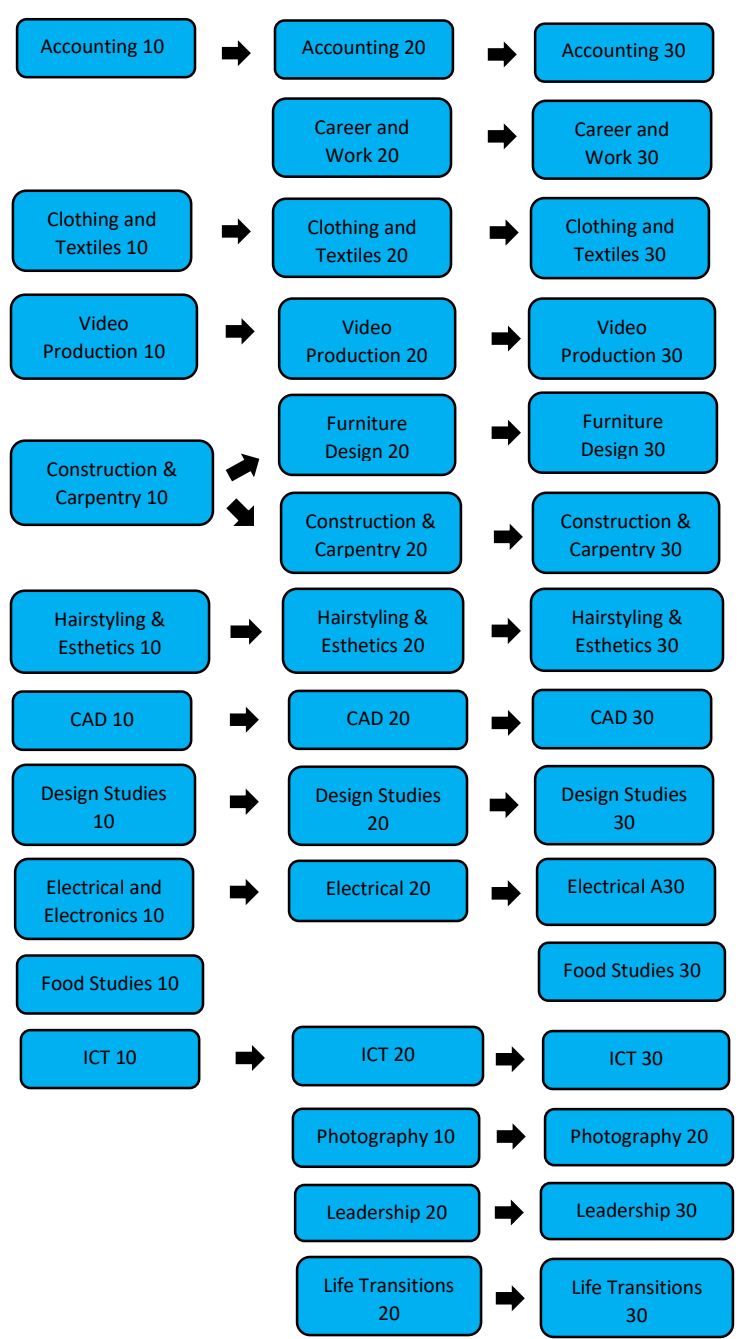 Accounting 10
Accounting 20
Accounting 30
Career and
Work 20
Career and
Work 30
Clothing and
Textiles 10
Clothing and
Textiles 20
Clothing and
Textiles 30
Video
Production 10
Video
Production 20
Video
Production 30
Construction &
Carpentry 10
Furniture
Design 20
Furniture
Design 30
Construction &
Carpentry 20
Construction &
Carpentry 30
Hairstyling &
Esthetics 10
Hairstyling &
Esthetics 20
Hairstyling &
Esthetics 30
CAD 10
CAD 20
CAD 30
Design Studies
10
Design Studies
20
Design Studies
30
Electrical and
Electronics 10
Electrical 20
Electrical A30
Food Studies 10
Food Studies 30
ICT 10
ICT 20
ICT 30
Photography 10
Photography 20
Leadership 20
Leadership 30
Life Transitions
20
Life Transitions
30